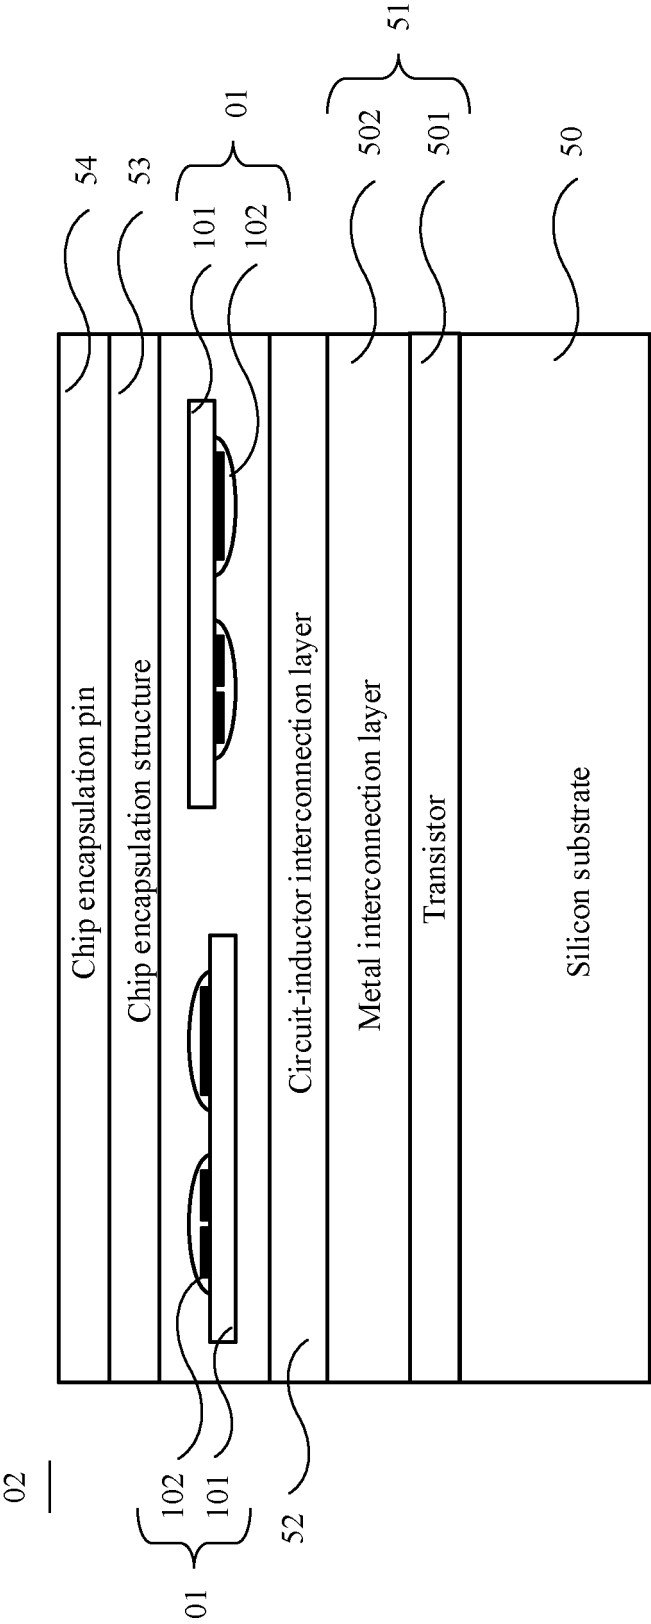 02
01
102
101
52
Chip encapsulation pin
Chip encapsulation structure
Circuit-inductor interconnection layer
Metal interconnection layer
Transistor
Silicon substrate
54
53
01
101
102
51
502
501
50